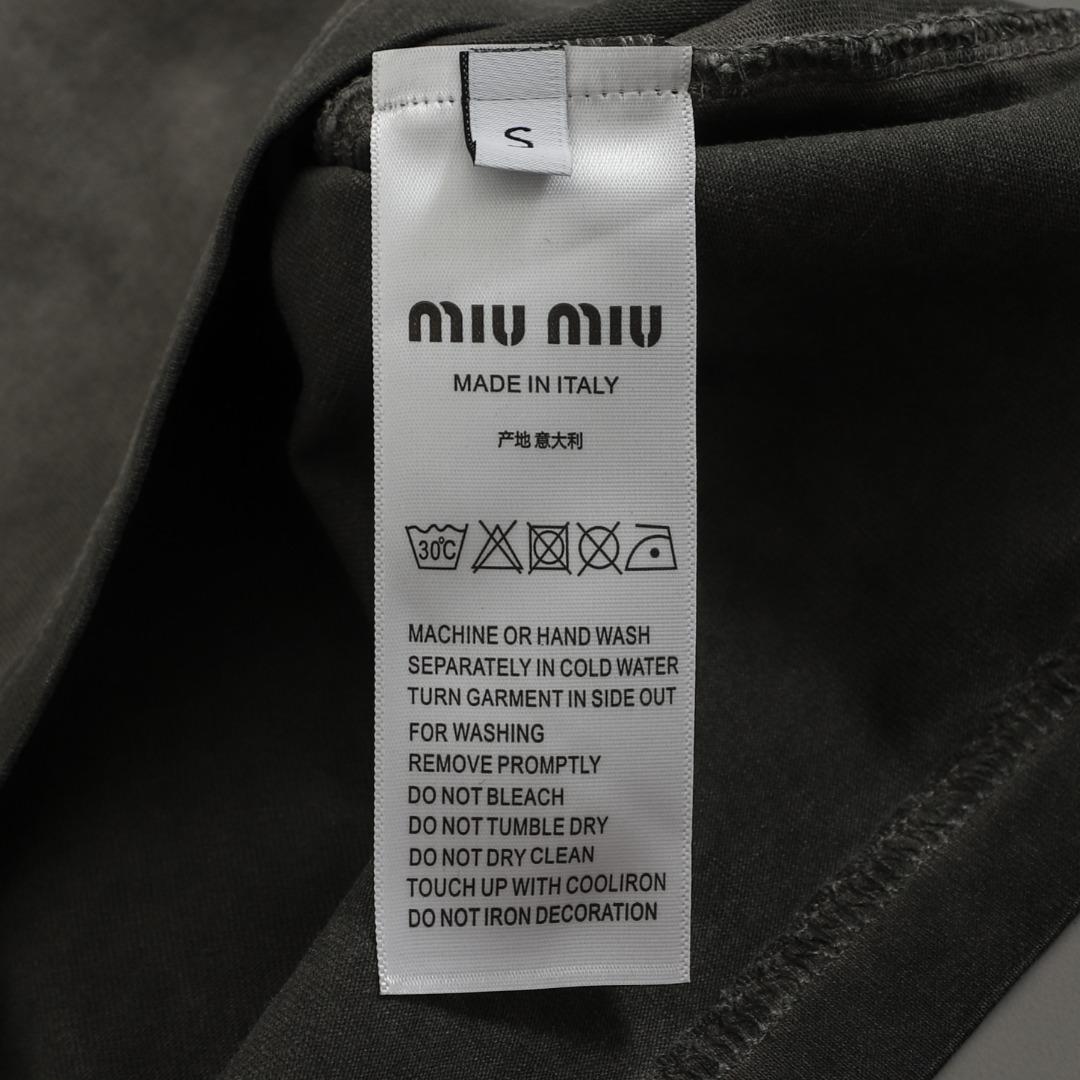 S
MIU MIU
MADE IN ITALY
产地 意大利
30℃
MACHINE OR HAND WASH
SEPARATELY IN COLD WATER
TURN GARMENT IN SIDE OUT
FOR WASHING
REMOVE PROMPTLY
DO NOT BLEACH
DO NOT TUMBLE DRY
DO NOT DRY CLEAN
TOUCH UP WITH COOLIRON
DO NOT IRON DECORATION